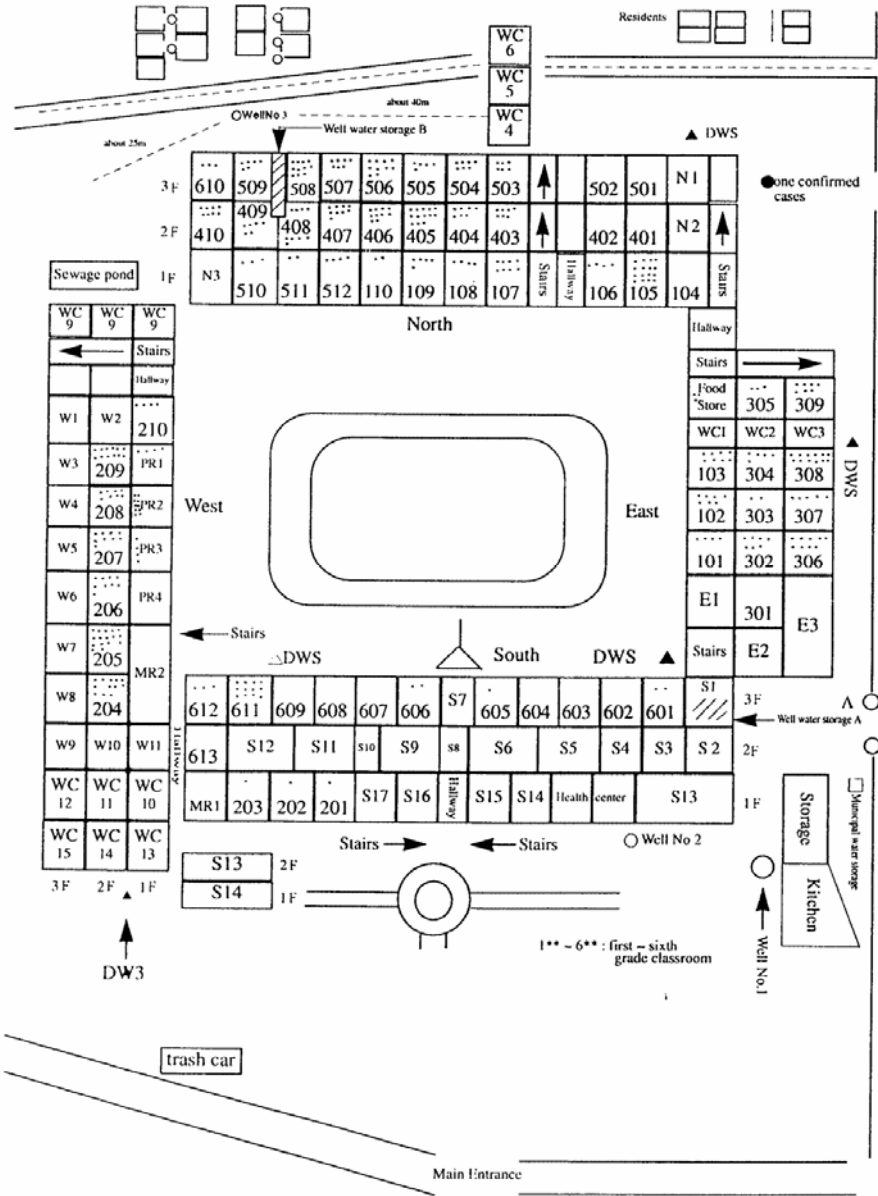 Residents
WC 6
WC 5
WC 4
about 40m
WellNo 3
about 25m
Well water storage B
DWS
one confirmed
cases
3F 610 509 508 507 506 505 504 503 502 501 N1
2F 410 409 408 407 406 405 404 403 402 401 N2
1F N3 510 511 512 110 109 108 107 Stairs Hallway 106 105 104 Stairs
Sewage pond
North
WC 9 WC 9 WC 9
Stairs
Hallway
W1 W2 210
W3 209 PR1
W4 208 PR2
W5 207 PR3
W6 206 PR4
W7 205 MR2
W8 204
W9 W10 W11
Hallway
WC 12 WC 11 WC 10
WC 15 WC 14 WC 13
3F 2F 1F
DW3
West
East
Hallway
Stairs
Food Store 305 309
WC1 WC2 WC3
103 304 308
102 303 307
101 302 306
E1 301 E3
Stairs E2
DWS
Stairs
DWS
South
DWS
612 611 609 608 607 606 S7 605 604 603 602 601 S1 3F
Well water storage A
613 S12 S11 S10 S9 S8 S6 S5 S4 S3 S2 2F
MR1 203 202 201 S17 S16 Hallway S15 S14 Health center S13 1F
Stairs
Stairs
Well No 2
S13 2F
S14 1F
Storage
Kitchen
Municipal water storage
Well No.1
1** ~ 6** : first ~ sixth
grade classroom
trash car
Main Entrance